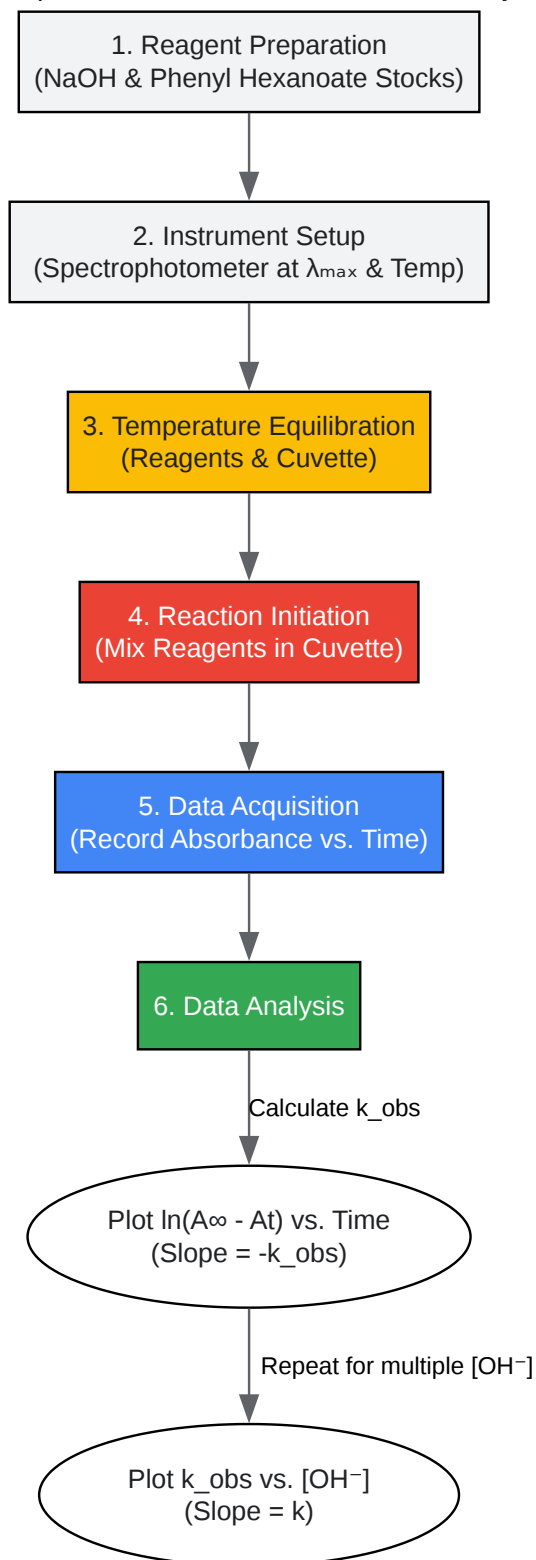 1. Reagent Preparation
(NaOH & Phenyl Hexanoate Stocks)
2. Instrument Setup
(Spectrophotometer at λₘₐₓ & Temp)
3. Temperature Equilibration
(Reagents & Cuvette)
4. Reaction Initiation
(Mix Reagents in Cuvette)
5. Data Acquisition
(Record Absorbance vs. Time)
6. Data Analysis
Calculate k_obs
Plot ln(A∞ - At) vs. Time
(Slope = -k_obs)
Repeat for multiple [OH⁻]
Plot k_obs vs. [OH⁻]
(Slope = k)